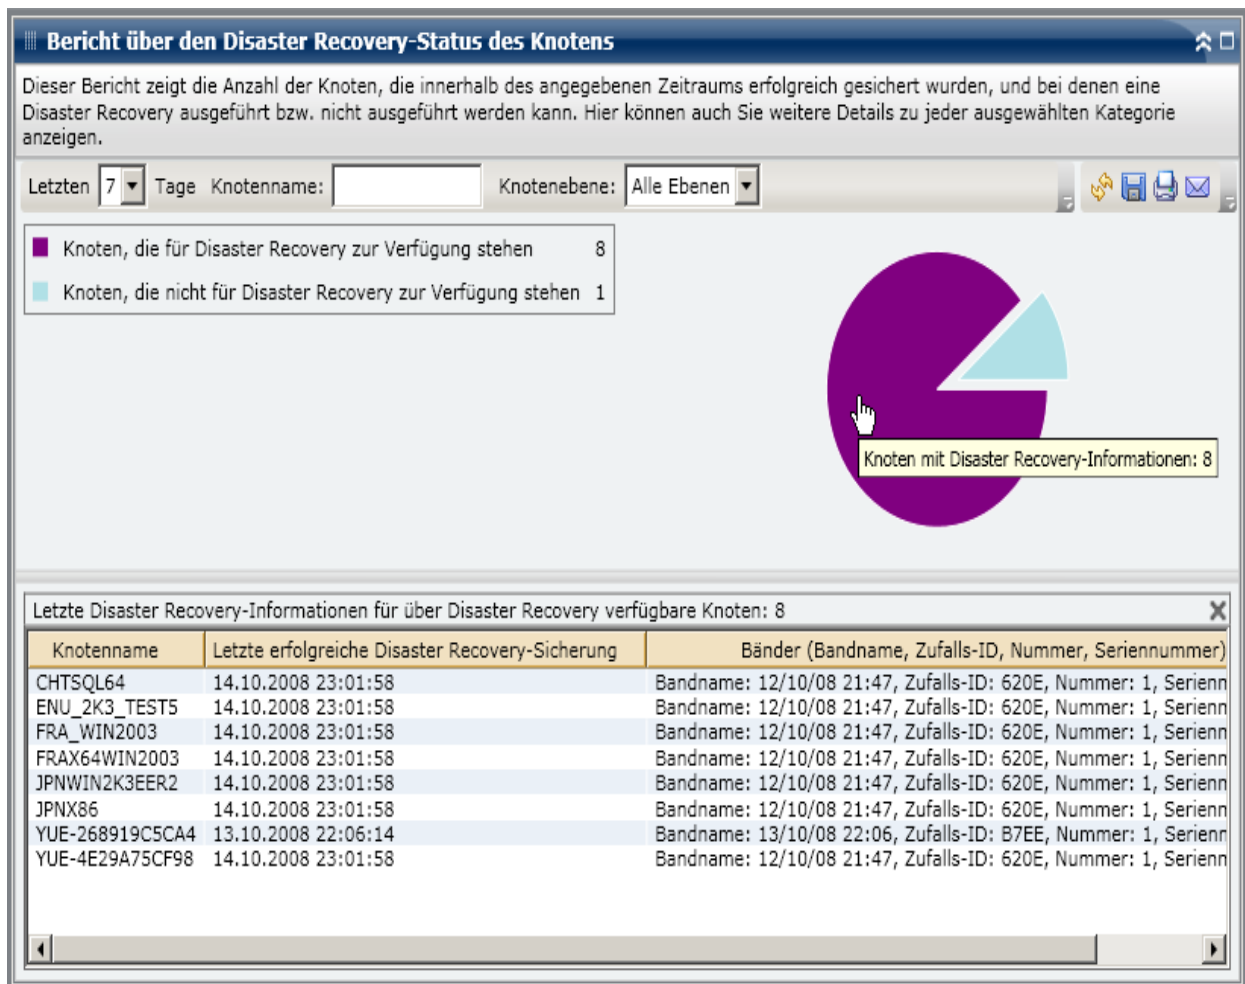 Bericht über den Disaster Recovery-Status des Knotens
Dieser Bericht zeigt die Anzahl der Knoten, die innerhalb des angegebenen Zeitraums erfolgreich gesichert wurden, und bei denen eine
Disaster Recovery ausgeführt bzw. nicht ausgeführt werden kann. Hier können auch Sie weitere Details zu jeder ausgewählten Kategorie
anzeigen.
Letzten 7 Tage Knotenname: Knotenebene: Alle Ebenen
Knoten, die für Disaster Recovery zur Verfügung stehen 8
Knoten, die nicht für Disaster Recovery zur Verfügung stehen 1
Knoten mit Disaster Recovery-Informationen: 8
Letzte Disaster Recovery-Informationen für über Disaster Recovery verfügbare Knoten: 8
Knotenname Letzte erfolgreiche Disaster Recovery-Sicherung Bänder (Bandname, Zufalls-ID, Nummer, Seriennummer)
CHTSQL64 14.10.2008 23:01:58 Bandname: 12/10/08 21:47, Zufalls-ID: 620E, Nummer: 1, Serienn
ENU_2K3_TEST5 14.10.2008 23:01:58 Bandname: 12/10/08 21:47, Zufalls-ID: 620E, Nummer: 1, Serienn
FRA_WIN2003 14.10.2008 23:01:58 Bandname: 12/10/08 21:47, Zufalls-ID: 620E, Nummer: 1, Serienn
FRAX64WIN2003 14.10.2008 23:01:58 Bandname: 12/10/08 21:47, Zufalls-ID: 620E, Nummer: 1, Serienn
JPNWIN2K3EER2 14.10.2008 23:01:58 Bandname: 12/10/08 21:47, Zufalls-ID: 620E, Nummer: 1, Serienn
JPNX86 14.10.2008 23:01:58 Bandname: 12/10/08 21:47, Zufalls-ID: 620E, Nummer: 1, Serienn
YUE-268919C5CA4 13.10.2008 22:06:14 Bandname: 13/10/08 22:06, Zufalls-ID: B7EE, Nummer: 1, Serienn
YUE-4E29A75CF98 14.10.2008 23:01:58 Bandname: 12/10/08 21:47, Zufalls-ID: 620E, Nummer: 1, Serienn